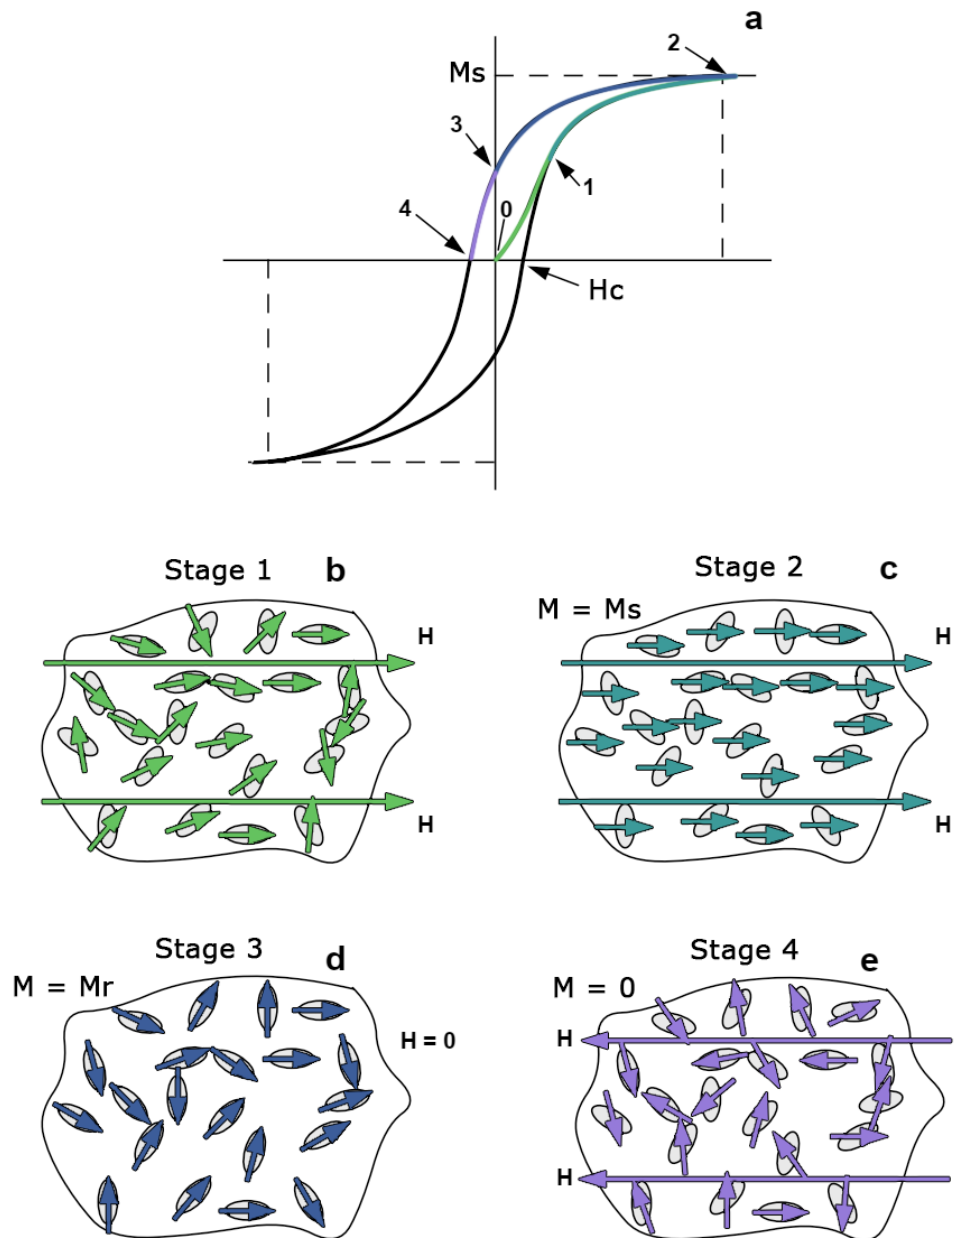 a
2
Ms
3
1
0
4
Hc
Stage 1 b
H
H
Stage 2 c
M = Ms
H
H
Stage 3 d
M = Mr
H = 0
Stage 4 e
M = 0
H
H